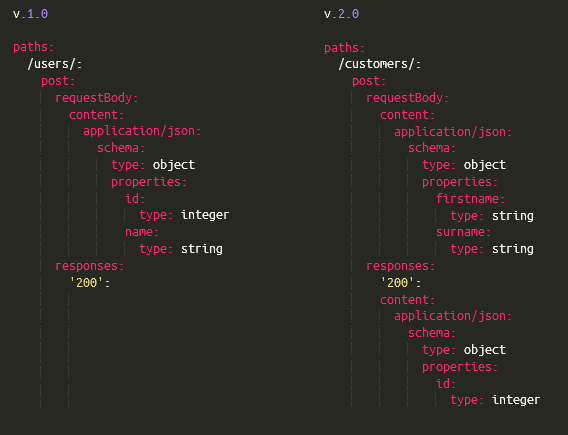 v.1.0
paths:
  /users/:
    post:
      requestBody:
        content:
          application/json:
            schema:
              type: object
              properties:
                id:
                  type: integer
                name:
                  type: string
      responses:
        '200':
v.2.0
paths:
  /customers/:
    post:
      requestBody:
        content:
          application/json:
            schema:
              type: object
              properties:
                firstname:
                  type: string
                surname:
                  type: string
      responses:
        '200':
        content:
          application/json:
            schema:
              type: object
              properties:
                id:
                  type: integer